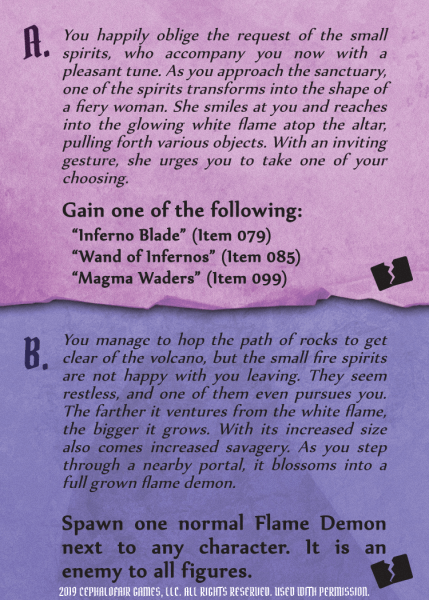 A. You happily oblige the request of the small
spirits, who accompany you now with a
pleasant tune. As you approach the sanctuary,
one of the spirits transforms into the shape of
a fiery woman. She smiles at you and reaches
into the glowing white flame atop the altar,
pulling forth various objects. With an inviting
gesture, she urges you to take one of your
choosing.
Gain one of the following:
“Inferno Blade” (Item 079)
“Wand of Infernos” (Item 085)
“Magma Waders” (Item 099)
B. You manage to hop the path of rocks to get
clear of the volcano, but the small fire spirits
are not happy with you leaving. They seem
restless, and one of them even pursues you.
The farther it ventures from the white flame,
the bigger it grows. With its increased size
also comes increased savagery. As you step
through a nearby portal, it blossoms into a
full grown flame demon.
Spawn one normal Flame Demon
next to any character. It is an
enemy to all figures.
2019 CEPHALOFAIR GAMES, LLC. ALL RIGHTS RESERVED. USED WITH PERMISSION.